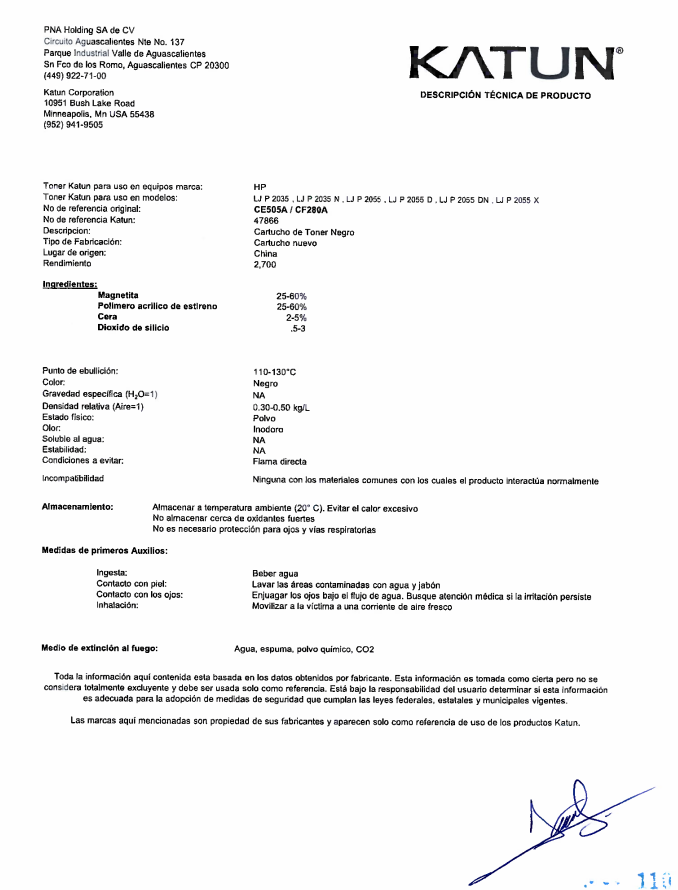 PNA Holding SA de CV
Circuito Aguascalientes Nte No. 137
Parque Industrial Valle de Aguascalientes
Sn Fco de los Romo, Aguascalientes CP 20300
(449) 922-71-00
Katun Corporation
10951 Bush Lake Road
Minneapolis, Mn USA 55438
(952) 941-9505
KATUN®
DESCRIPCIÓN TÉCNICA DE PRODUCTO
Toner Katun para uso en equipos marca: HP
Toner Katun para uso en modelos: LJ P 2035 , LJ P 2035 N , LJ P 2055 , LJ P 2055 D , LJ P 2055 DN , LJ P 2055 X
No de referencia original: CE505A / CF280A
No de referencia Katun: 47866
Descripcion: Cartucho de Toner Negro
Tipo de Fabricación: Cartucho nuevo
Lugar de origen: China
Rendimiento 2,700
Ingredientes:
Magnetita 25-60%
Polimero acrilico de estireno 25-60%
Cera 2-5%
Dioxido de silicio .5-3
Punto de ebullición: 110-130°C
Color: Negro
Gravedad específica (H₂O=1) NA
Densidad relativa (Aire=1) 0.30-0.50 kg/L
Estado físico: Polvo
Olor: Inodoro
Soluble al agua: NA
Estabilidad: NA
Condiciones a evitar: Flama directa
Incompatibilidad Ninguna con los materiales comunes con los cuales el producto interactúa normalmente
Almacenamiento: Almacenar a temperatura ambiente (20° C). Evitar el calor excesivo
No almacenar cerca de oxidantes fuertes
No es necesario protección para ojos y vías respiratorias
Medidas de primeros Auxilios:
Ingesta: Beber agua
Contacto con piel: Lavar las áreas contaminadas con agua y jabón
Contacto con los ojos: Enjuagar los ojos bajo el flujo de agua. Busque atención médica si la irritación persiste
Inhalación: Movilizar a la víctima a una corriente de aire fresco
Medio de extinción al fuego: Agua, espuma, polvo químico, CO2
Toda la información aquí contenida esta basada en los datos obtenidos por fabricante. Esta información es tomada como cierta pero no se
considera totalmente excluyente y debe ser usada solo como referencia. Está bajo la responsabilidad del usuario determinar si esta información
es adecuada para la adopción de medidas de seguridad que cumplan las leyes federales, estatales y municipales vigentes.
Las marcas aquí mencionadas son propiedad de sus fabricantes y aparecen solo como referencia de uso de los productos Katun.
110